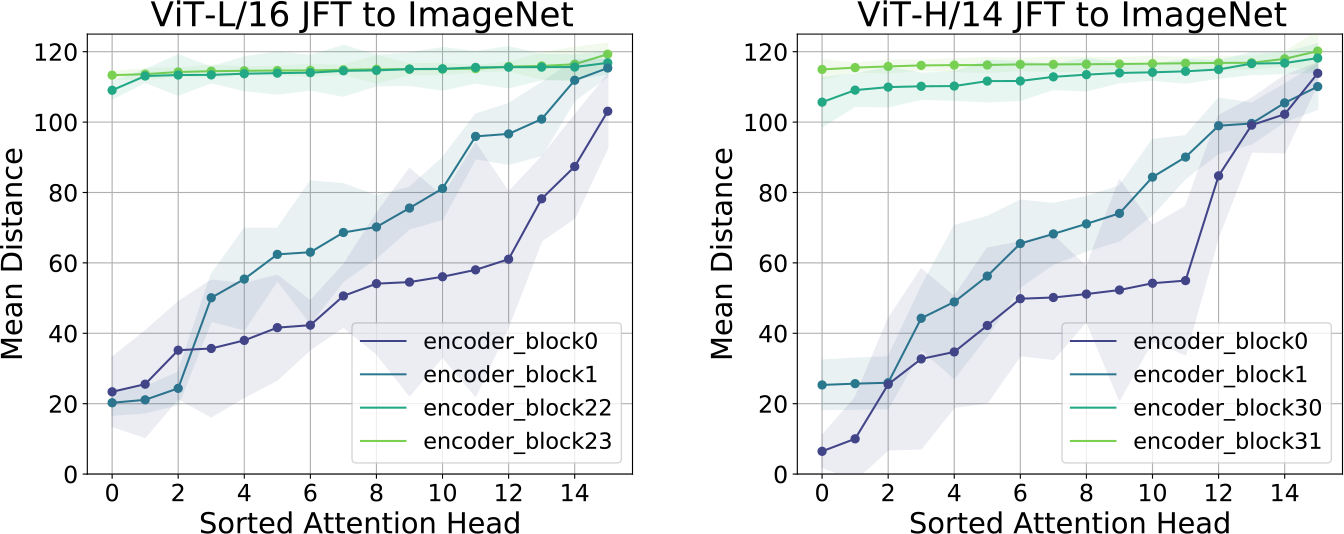 ViT-L/16 JFT to ImageNet
Mean Distance
120
100
80
60
40
20
0
0 2 4 6 8 10 12 14
Sorted Attention Head
encoder_block0
encoder_block1
encoder_block22
encoder_block23
ViT-H/14 JFT to ImageNet
Mean Distance
120
100
80
60
40
20
0
0 2 4 6 8 10 12 14
Sorted Attention Head
encoder_block0
encoder_block1
encoder_block30
encoder_block31